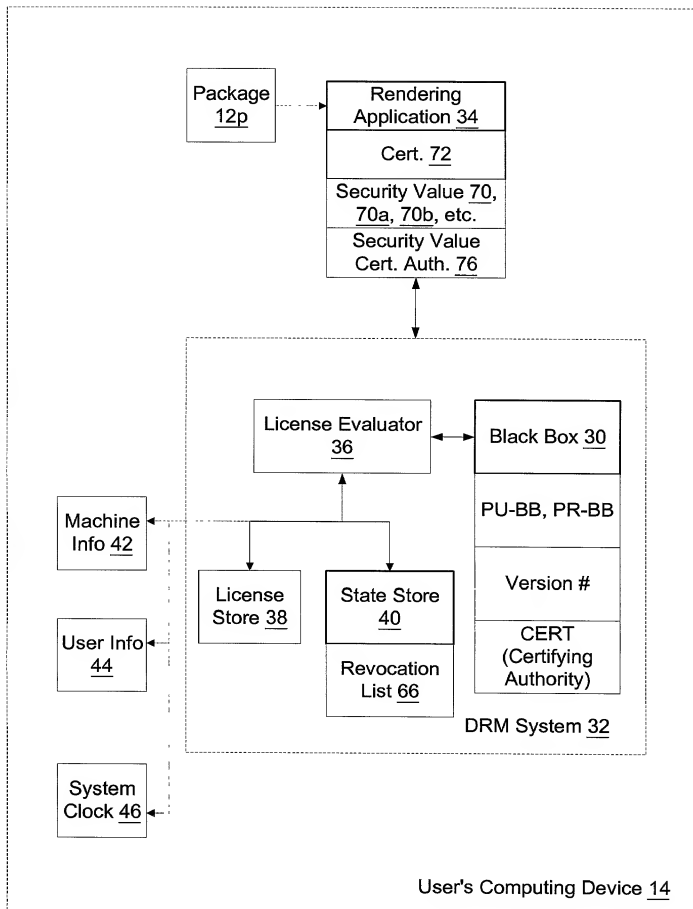 Package
12p
Rendering
Application 34
Cert. 72
Security Value 70,
70a, 70b, etc.
Security Value
Cert. Auth. 76
License Evaluator
36
Black Box 30
PU-BB, PR-BB
Version #
CERT
(Certifying
Authority)
Machine
Info 42
License
Store 38
State Store
40
Revocation
List 66
User Info
44
DRM System 32
System
Clock 46
User's Computing Device 14